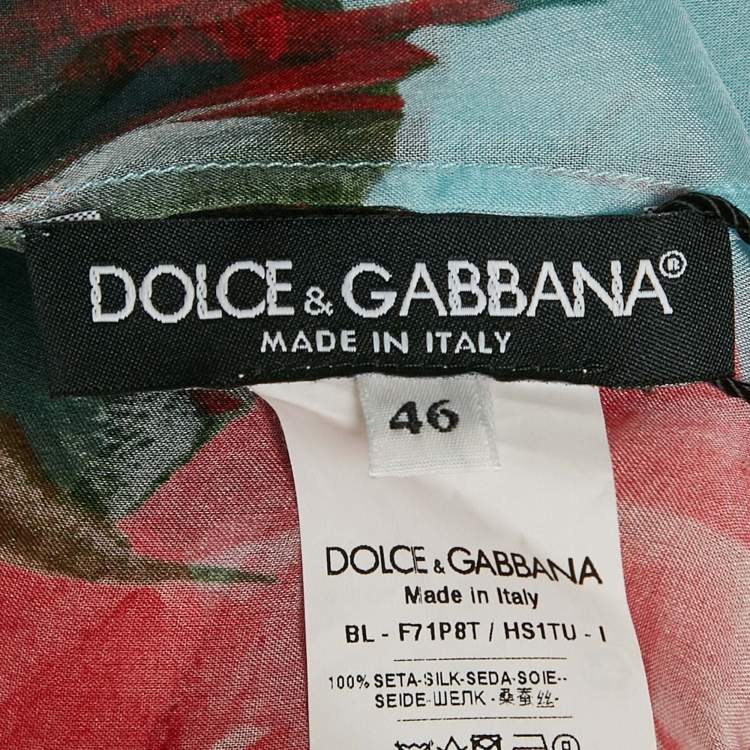 DOLCE & GABBANA®
MADE IN ITALY
46
DOLCE & GABBANA
Made in Italy
BL - F71P8T / HS1TU - I
100% SETA-SILK-SEDA-SOIE--
SEIDE-ШЕЛК - 桑蚕丝-